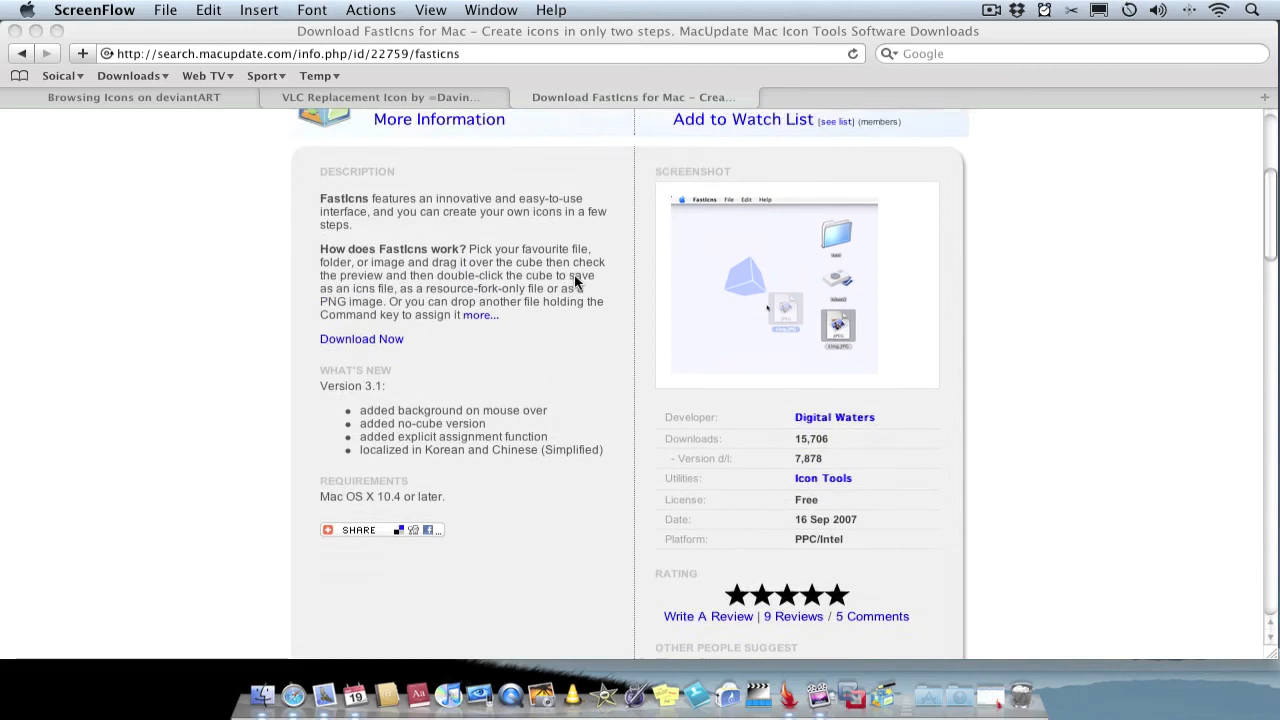 ScreenFlow File Edit Insert Font Actions View Window Help
Download FastIcns for Mac - Create icons in only two steps. MacUpdate Mac Icon Tools Software Downloads
http://search.macupdate.com/info.php/id/22759/fasticns
Google
Soical Downloads Web TV Sport Temp
Browsing Icons on deviantART
VLC Replacement Icon by =Davin...
Download FastIcns for Mac - Crea...
More Information
Add to Watch List [see list] (members)
DESCRIPTION
FastIcns features an innovative and easy-to-use
interface, and you can create your own icons in a few
steps.
How does FastIcns work? Pick your favourite file,
folder, or image and drag it over the cube then check
the preview and then double-click the cube to save
as an icns file, as a resource-fork-only file or as a
PNG image. Or you can drop another file holding the
Command key to assign it more...
Download Now
WHAT'S NEW
Version 3.1:
added background on mouse over
added no-cube version
added explicit assignment function
localized in Korean and Chinese (Simplified)
REQUIREMENTS
Mac OS X 10.4 or later.
SHARE ...
SCREENSHOT
FastIcns File Edit Help
JPEG
Developer: Digital Waters
Downloads: 15,706
- Version d/l: 7,878
Utilities: Icon Tools
License: Free
Date: 16 Sep 2007
Platform: PPC/Intel
RATING
Write A Review | 9 Reviews / 5 Comments
OTHER PEOPLE SUGGEST
19
Aa